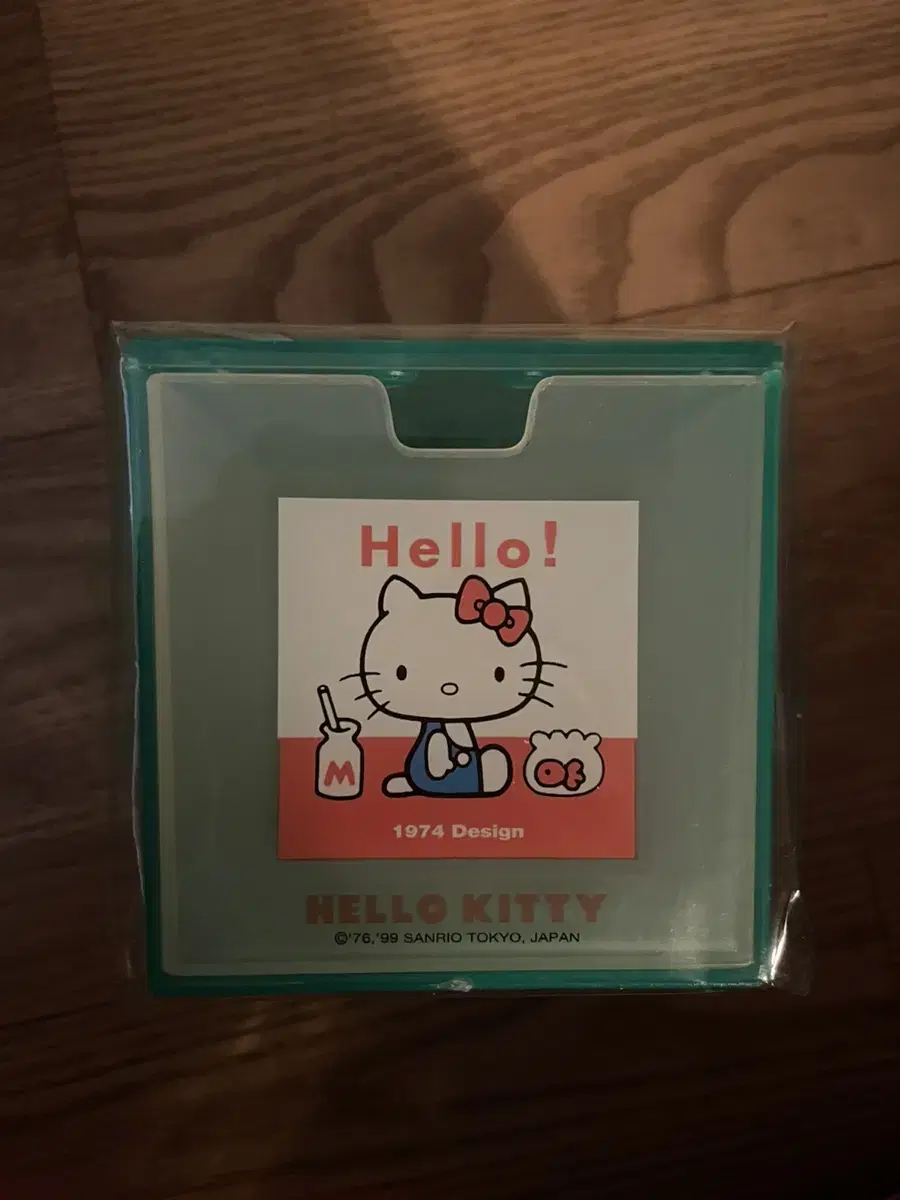 Hello!
M
1974 Design
HELLO KITTY
©'76,'99 SANRIO TOKYO, JAPAN